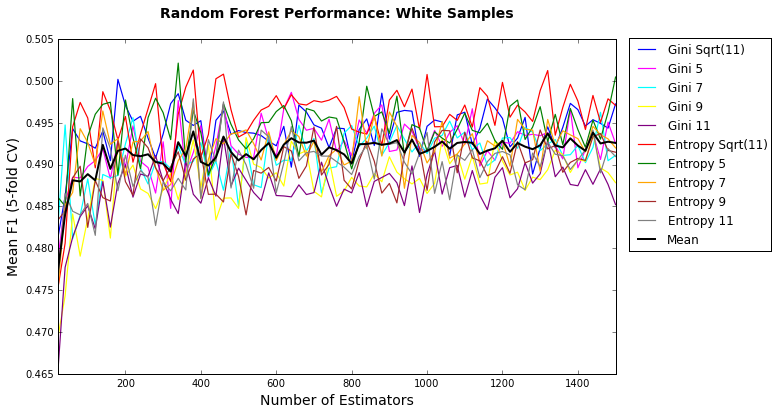 Random Forest Performance: White Samples
0.505
0.500
0.495
0.490
0.485
0.480
0.475
0.470
0.465
Mean F1 (5-fold CV)
200
400
600
800
1000
1200
1400
Number of Estimators
Gini Sqrt(11)
Gini 5
Gini 7
Gini 9
Gini 11
Entropy Sqrt(11)
Entropy 5
Entropy 7
Entropy 9
Entropy 11
Mean